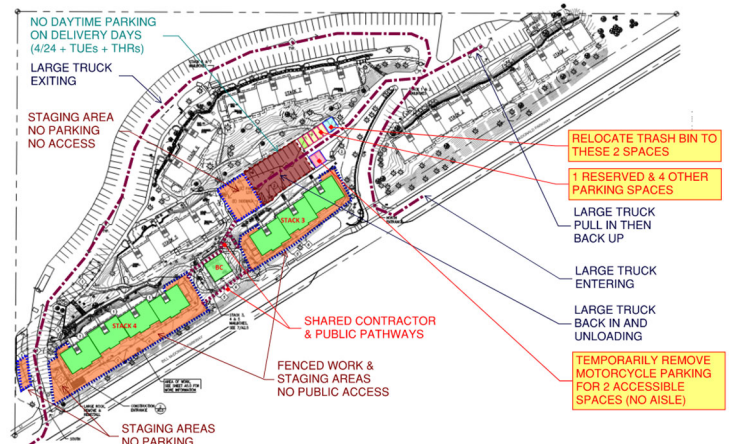 NO DAYTIME PARKING
ON DELIVERY DAYS
(4/24 + TUEs + THRs)
LARGE TRUCK
EXITING
STAGING AREA
NO PARKING
NO ACCESS
RELOCATE TRASH BIN TO
THESE 2 SPACES
1 RESERVED & 4 OTHER
PARKING SPACES
LARGE TRUCK
PULL IN THEN
BACK UP
LARGE TRUCK
ENTERING
LARGE TRUCK
BACK IN AND
UNLOADING
TEMPORARILY REMOVE
MOTORCYCLE PARKING
FOR 2 ACCESSIBLE
SPACES (NO AISLE)
STACK 3
BC
STACK 4
SHARED CONTRACTOR
& PUBLIC PATHWAYS
FENCED WORK &
STAGING AREAS
NO PUBLIC ACCESS
STAGING AREAS
NO PARKING